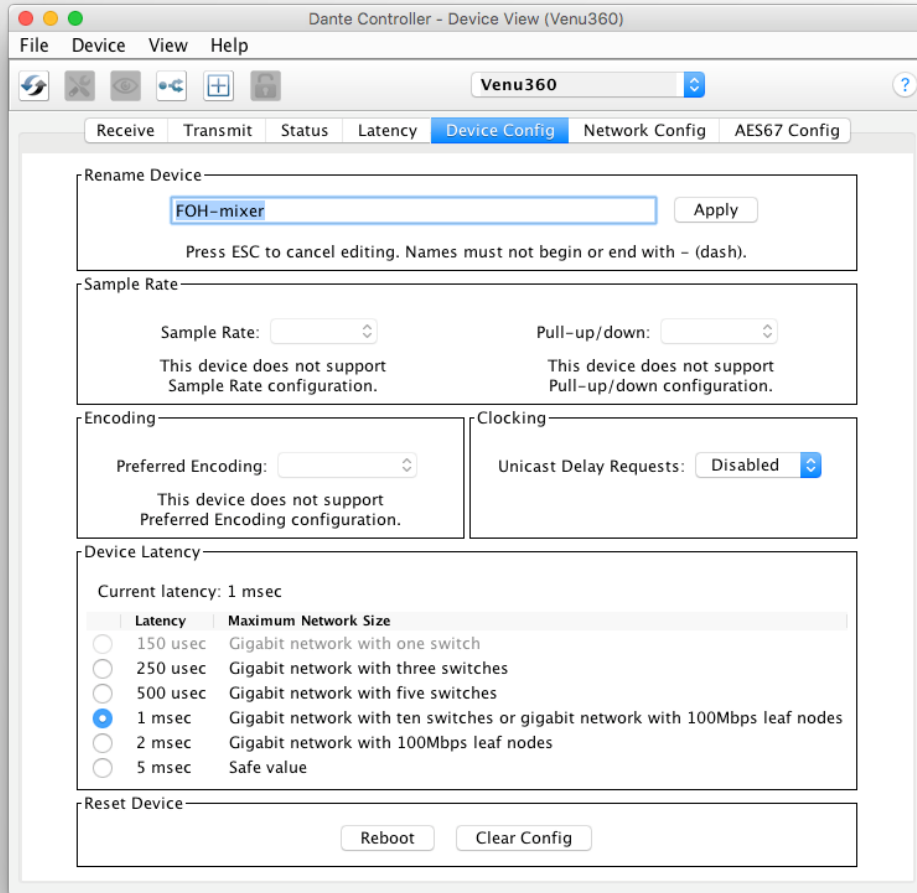 Dante Controller - Device View (Venu360)
File Device View Help
Venu360
?
Receive Transmit Status Latency Device Config Network Config AES67 Config
Rename Device
FOH-mixer Apply
Press ESC to cancel editing. Names must not begin or end with - (dash).
Sample Rate
Sample Rate: Pull-up/down:
This device does not support This device does not support
Sample Rate configuration. Pull-up/down configuration.
Encoding Clocking
Preferred Encoding: Unicast Delay Requests: Disabled
This device does not support
Preferred Encoding configuration.
Device Latency
Current latency: 1 msec
Latency Maximum Network Size
150 usec Gigabit network with one switch
250 usec Gigabit network with three switches
500 usec Gigabit network with five switches
1 msec Gigabit network with ten switches or gigabit network with 100Mbps leaf nodes
2 msec Gigabit network with 100Mbps leaf nodes
5 msec Safe value
Reset Device
Reboot Clear Config